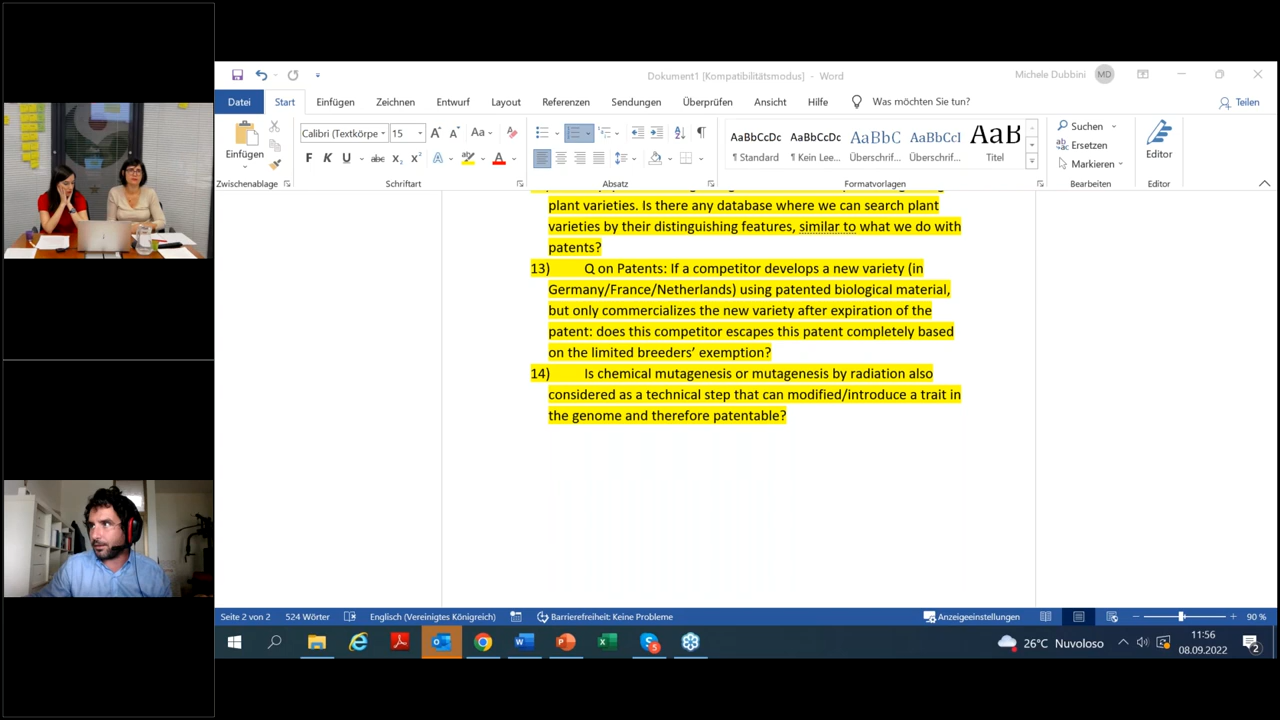 Dokument1 [Kompatibilitätsmodus] - Word
Michele Dubbini
MD
Datei Start Einfügen Zeichnen Entwurf Layout Referenzen Sendungen Überprüfen Ansicht Hilfe Was möchten Sie tun? Teilen
Einfügen
Calibri (Textkörpe 15
F K U abc x₂ x²
AaBbCcDc AaBbCcDc AaBbC AaBbCcI AaB
¶ Standard ¶ Kein Lee... Überschrif... Überschrif... Titel
Suchen
Ersetzen
Markieren
Editor
Zwischenablage Schriftart Absatz Formatvorlagen Bearbeiten Editor
plant varieties. Is there any database where we can search plant
varieties by their distinguishing features, similar to what we do with
patents?
13) Q on Patents: If a competitor develops a new variety (in
Germany/France/Netherlands) using patented biological material,
but only commercializes the new variety after expiration of the
patent: does this competitor escapes this patent completely based
on the limited breeders’ exemption?
14) Is chemical mutagenesis or mutagenesis by radiation also
considered as a technical step that can modified/introduce a trait in
the genome and therefore patentable?
Seite 2 von 2 524 Wörter Englisch (Vereinigtes Königreich) Barrierefreiheit: Keine Probleme Anzeigeeinstellungen 90 %
26°C Nuvoloso
11:56
08.09.2022
2